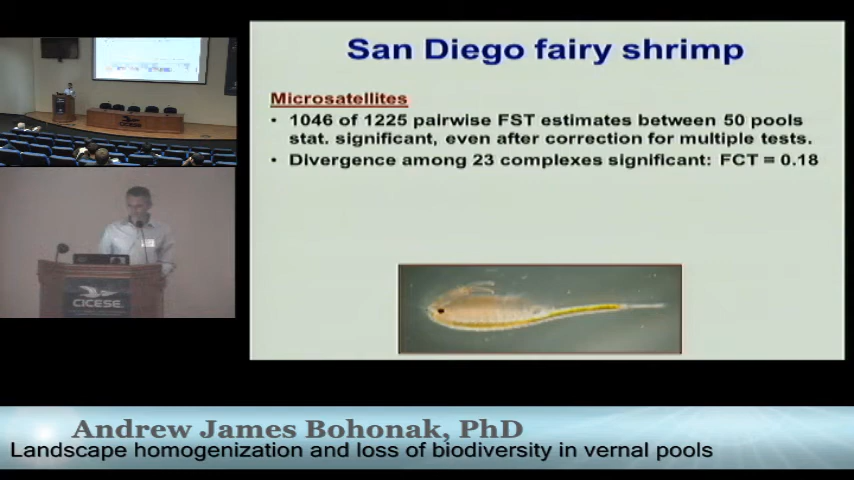 San Diego fairy shrimp
Microsatellites
• 1046 of 1225 pairwise FST estimates between 50 pools
stat. significant, even after correction for multiple tests.
• Divergence among 23 complexes significant: FCT = 0.18
CICESE
Andrew James Bohonak, PhD
Landscape homogenization and loss of biodiversity in vernal pools